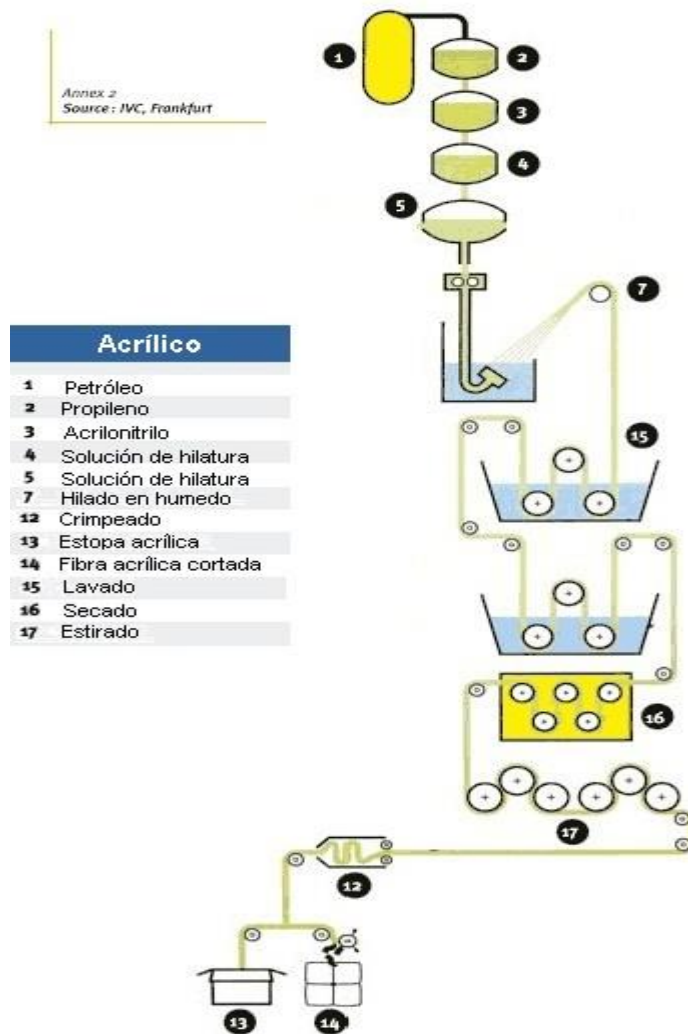 Annex 2
Source : IVC, Frankfurt
Acrílico
1 Petróleo
2 Propileno
3 Acrilonitrilo
4 Solución de hilatura
5 Solución de hilatura
7 Hilado en humedo
12 Crimpeado
13 Estopa acrílica
14 Fibra acrílica cortada
15 Lavado
16 Secado
17 Estirado
1
2
3
4
5
7
15
16
17
12
13
14